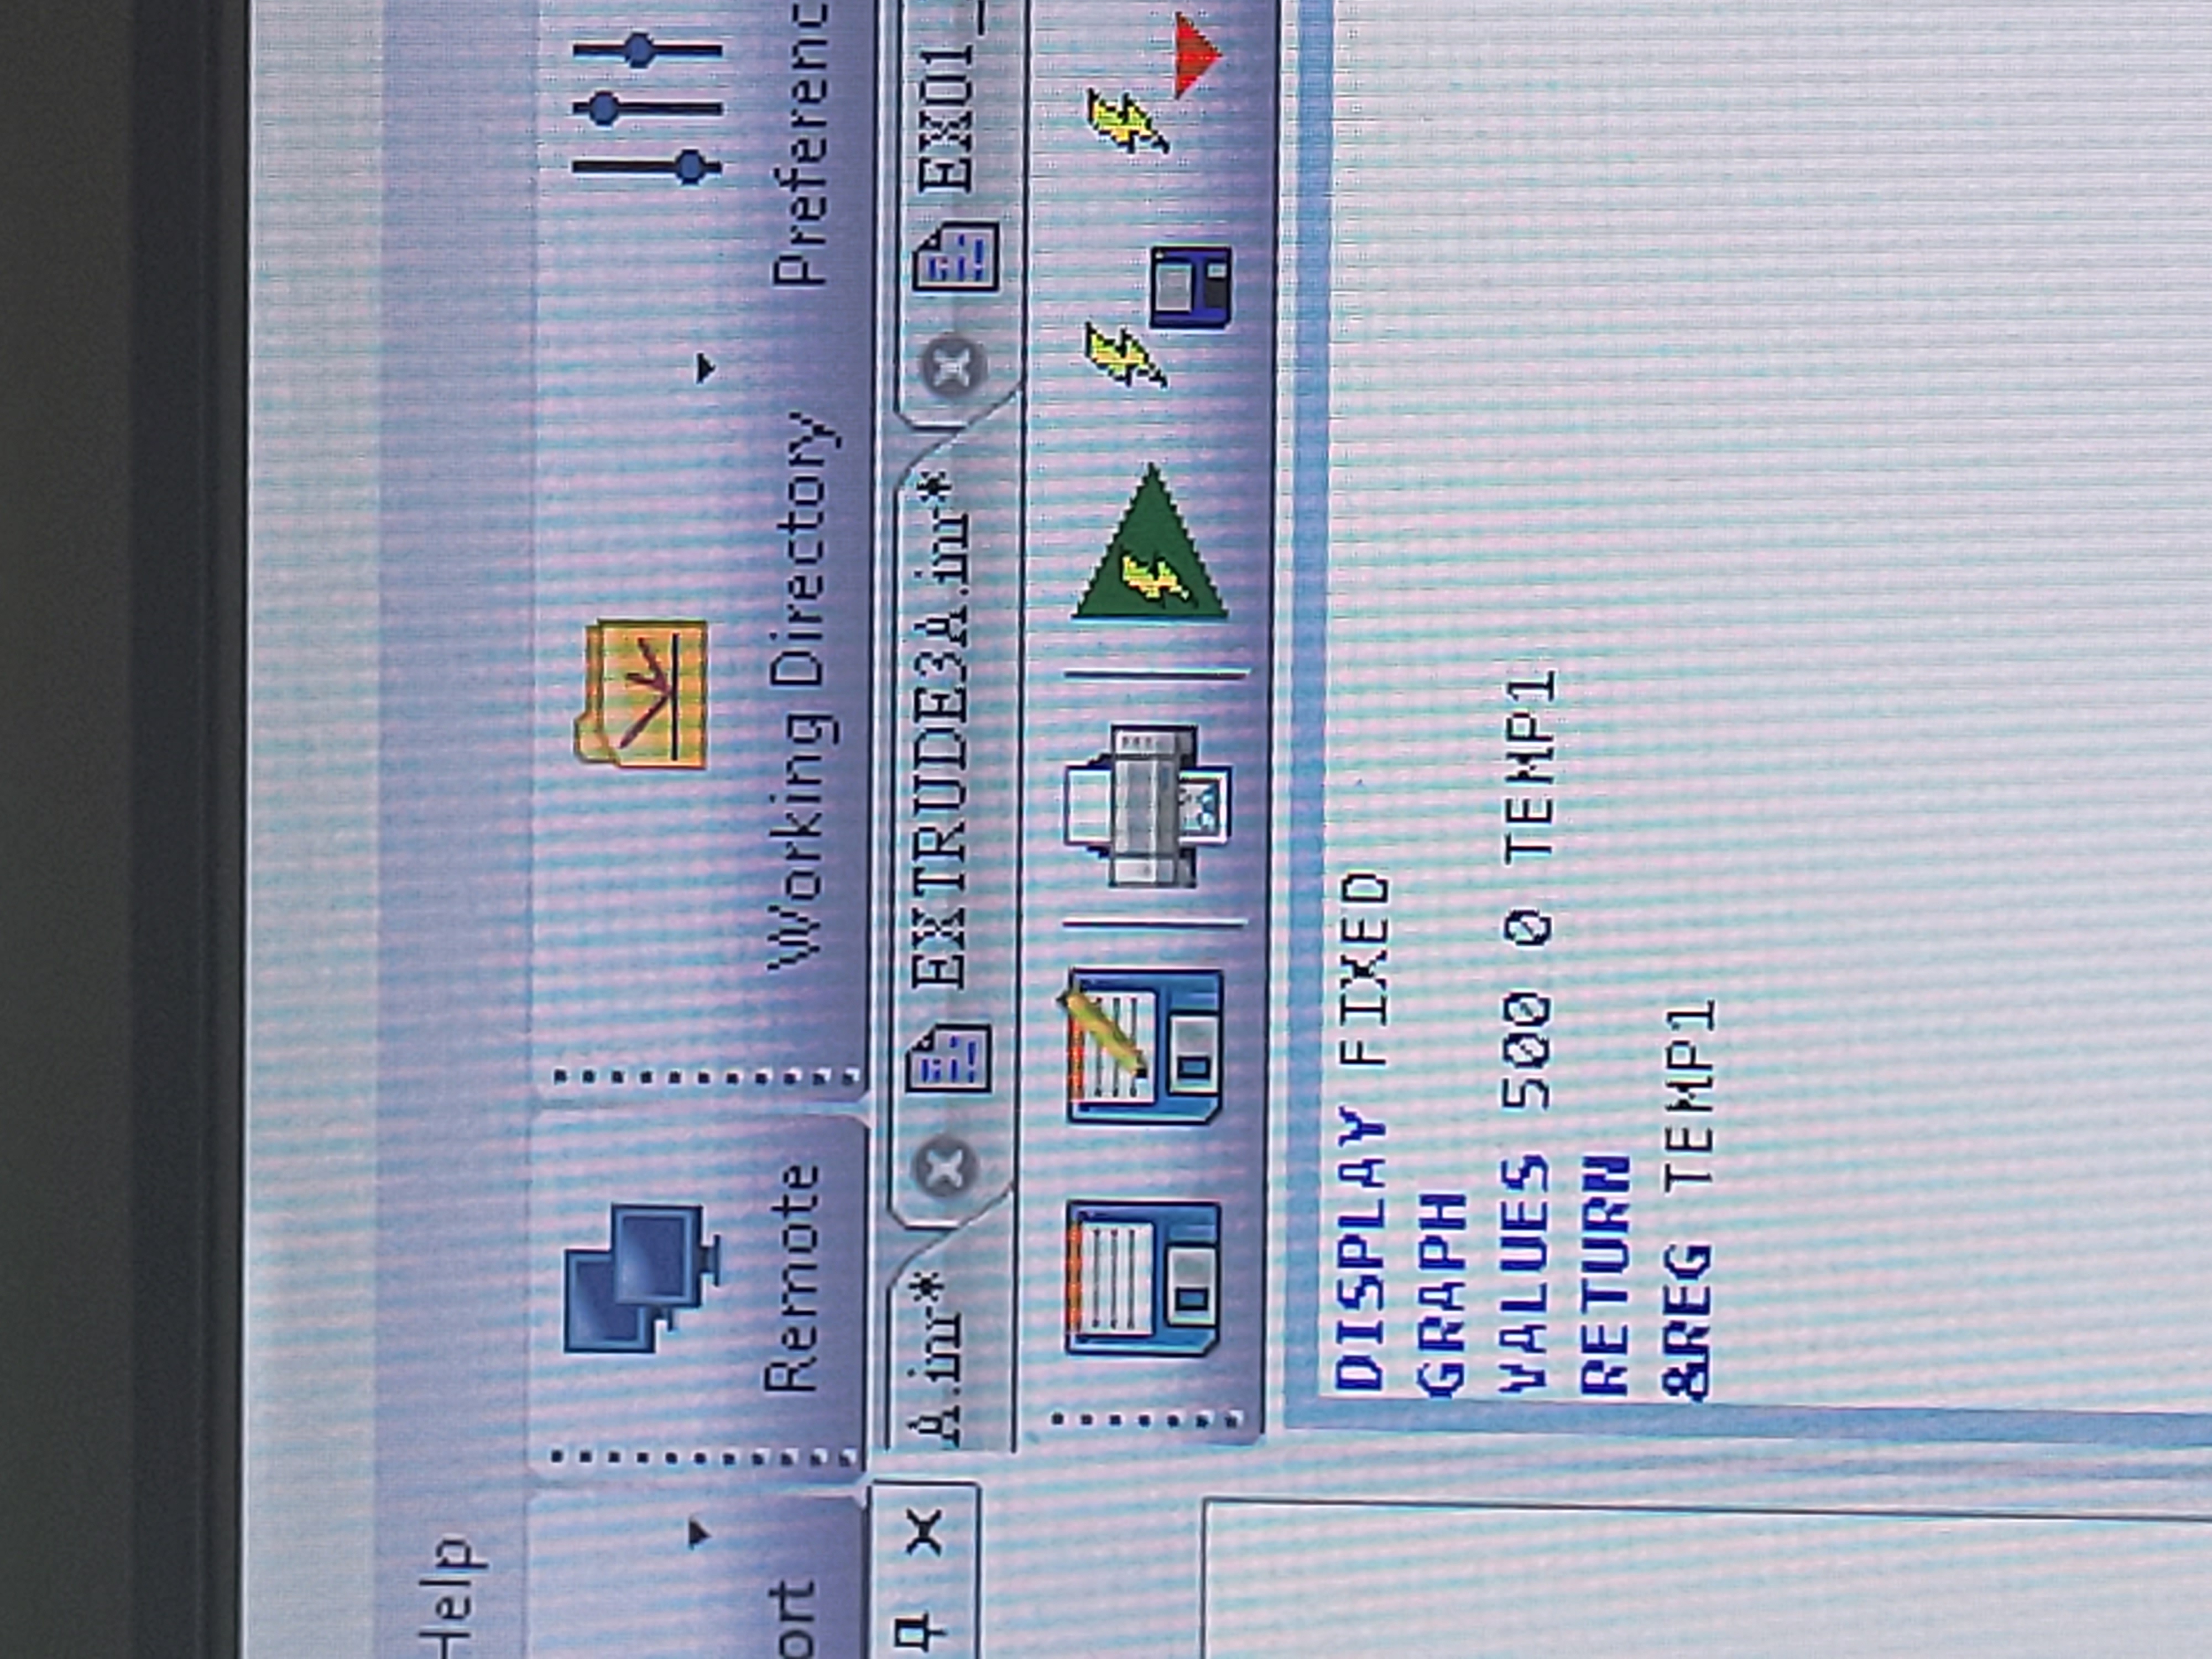 Help
ort Remote Working Directory Preferenc
A.inr* EXTRUDE3A.inr* EX01_
DISPLAY FIXED
GRAPH
VALUES 500 0 TEMP1
RETURN
&REG TEMP1